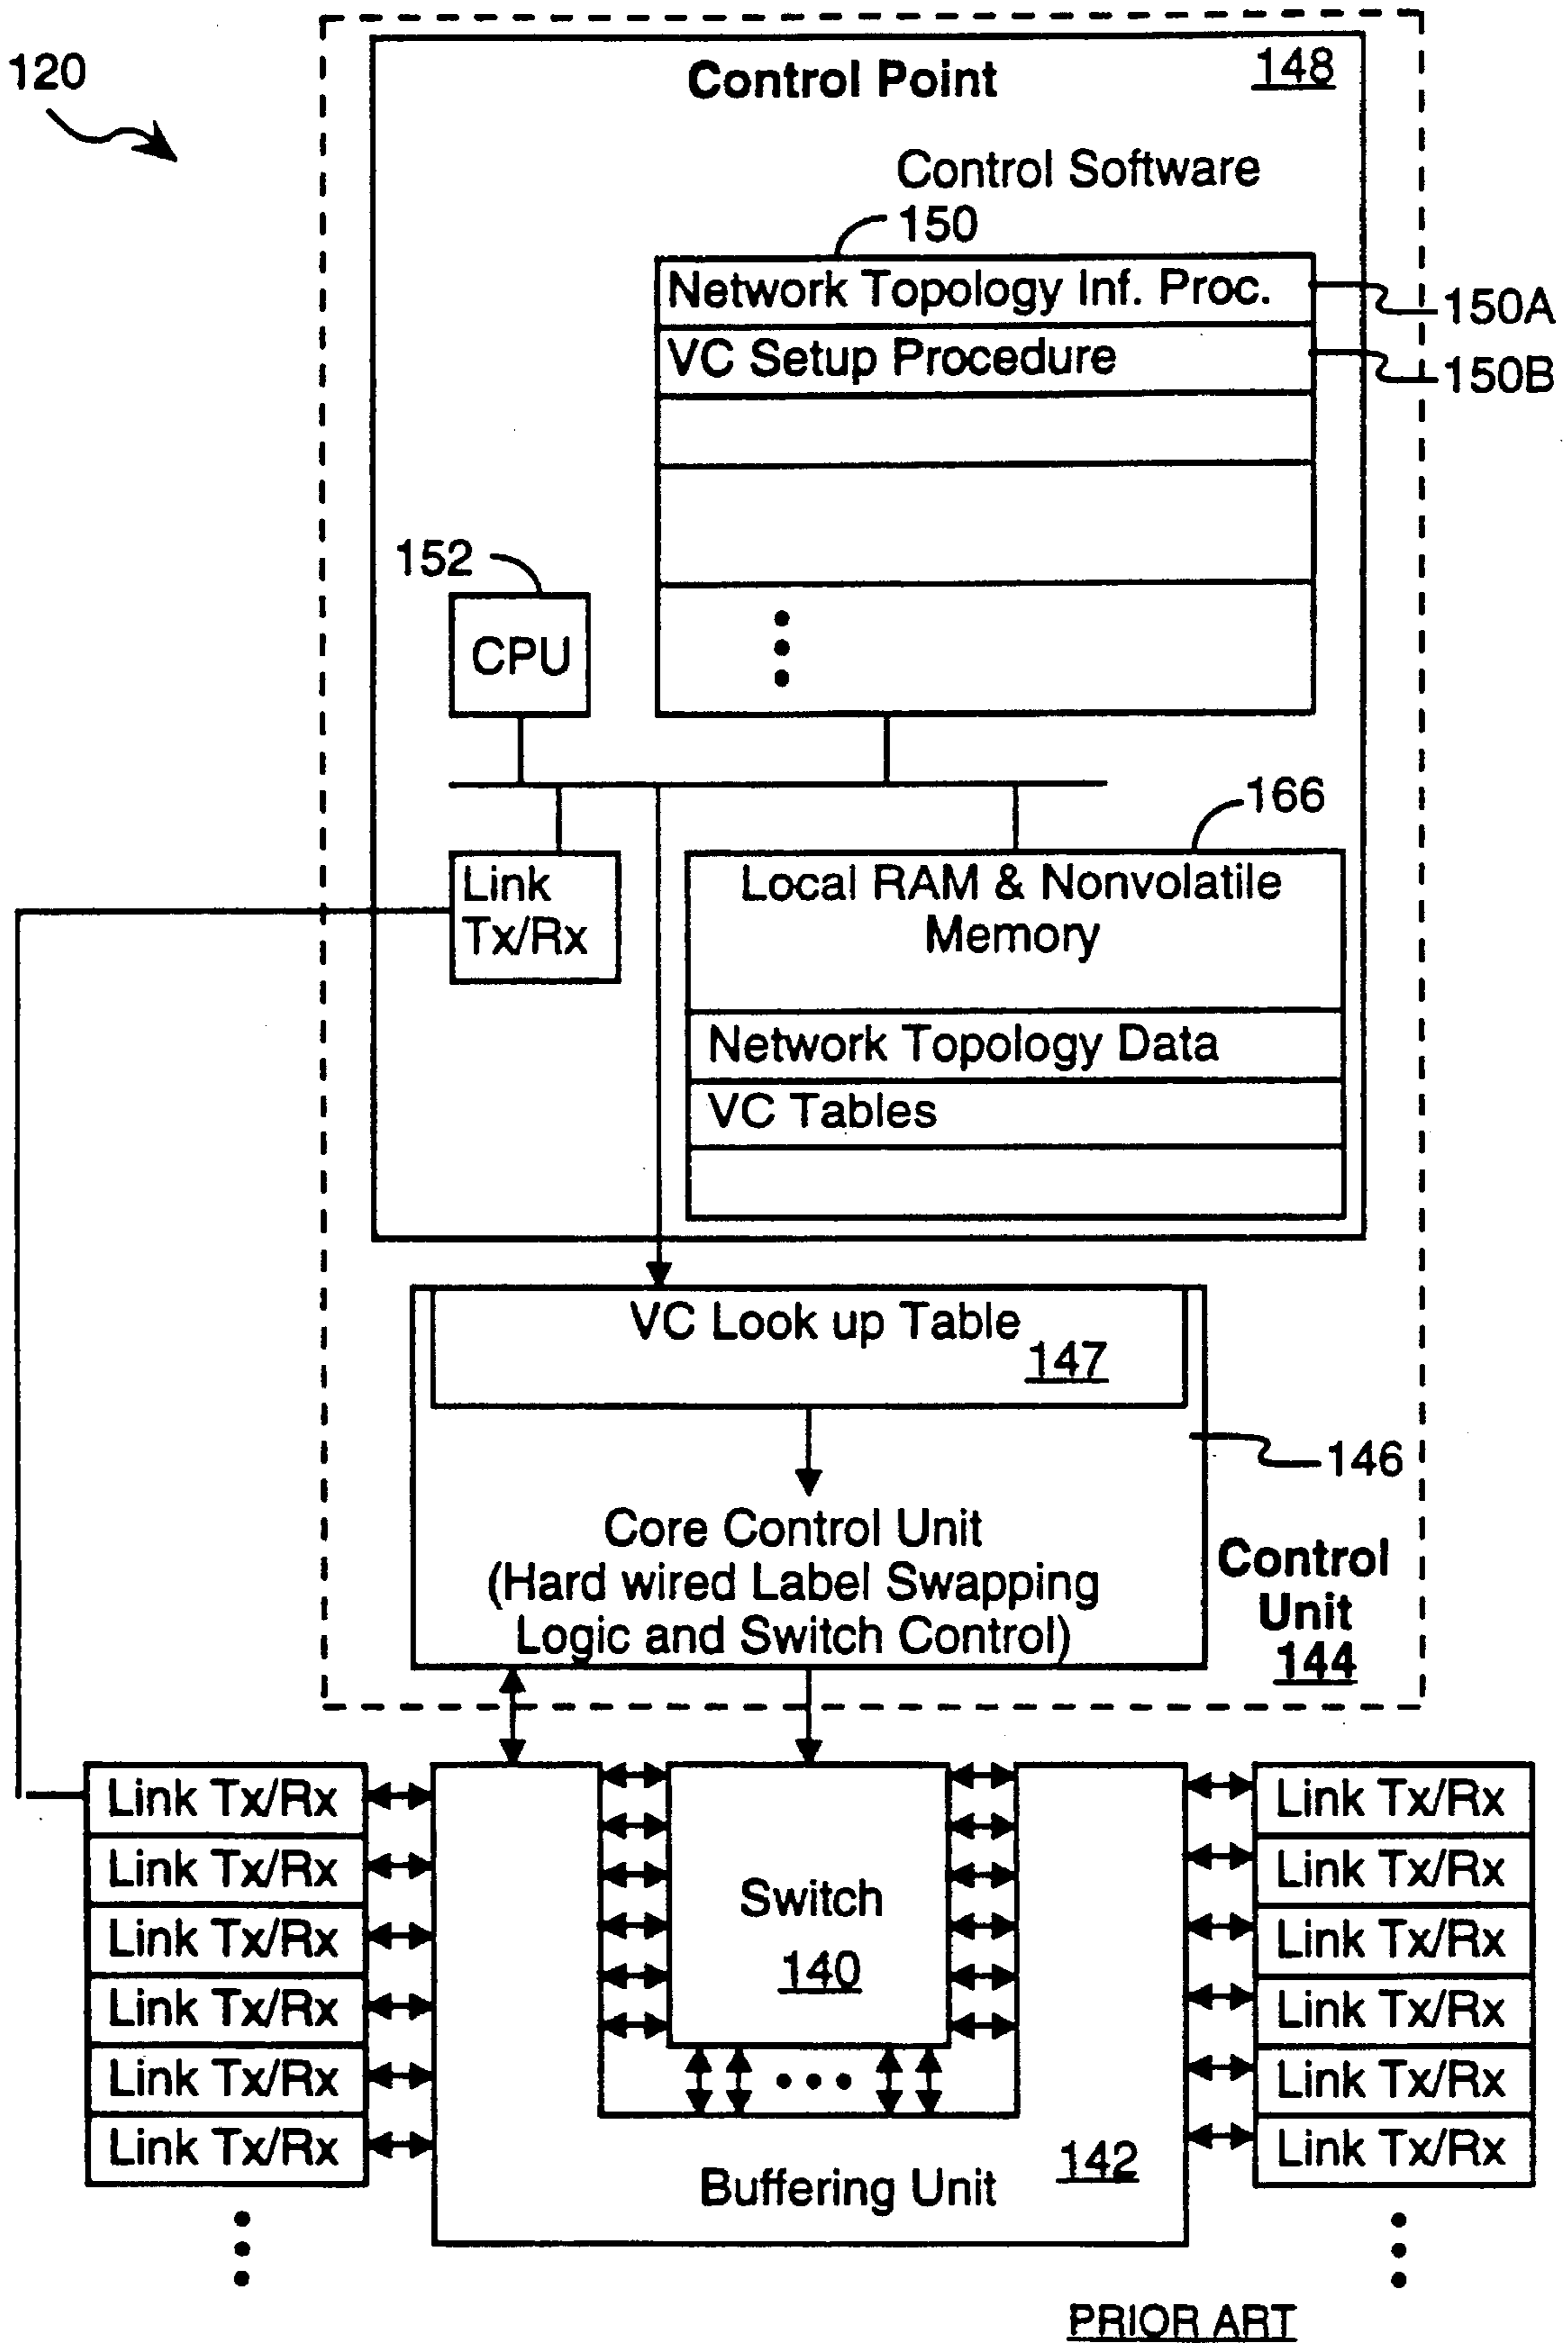 120
Control Point
148
Control Software
150
Network Topology Inf. Proc.
150A
VC Setup Procedure
150B
152
CPU
166
Link
Tx/Rx
Local RAM & Nonvolatile
Memory
Network Topology Data
VC Tables
VC Look up Table
147
146
Core Control Unit
(Hard wired Label Swapping
Logic and Switch Control)
Control
Unit
144
Link Tx/Rx
Link Tx/Rx
Link Tx/Rx
Link Tx/Rx
Link Tx/Rx
Link Tx/Rx
Switch
140
Buffering Unit
142
Link Tx/Rx
Link Tx/Rx
Link Tx/Rx
Link Tx/Rx
Link Tx/Rx
Link Tx/Rx
PRIOR ART